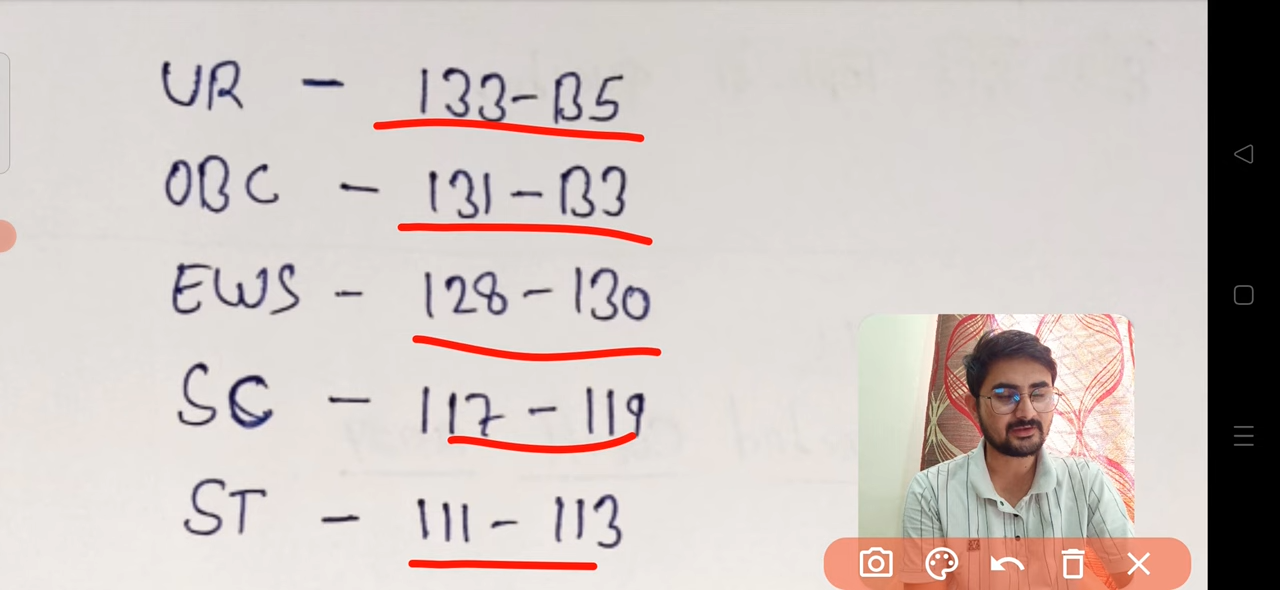 UR - 133-135
OBC - 131-133
EWS - 128-130
SC - 117-119
ST - 111-113